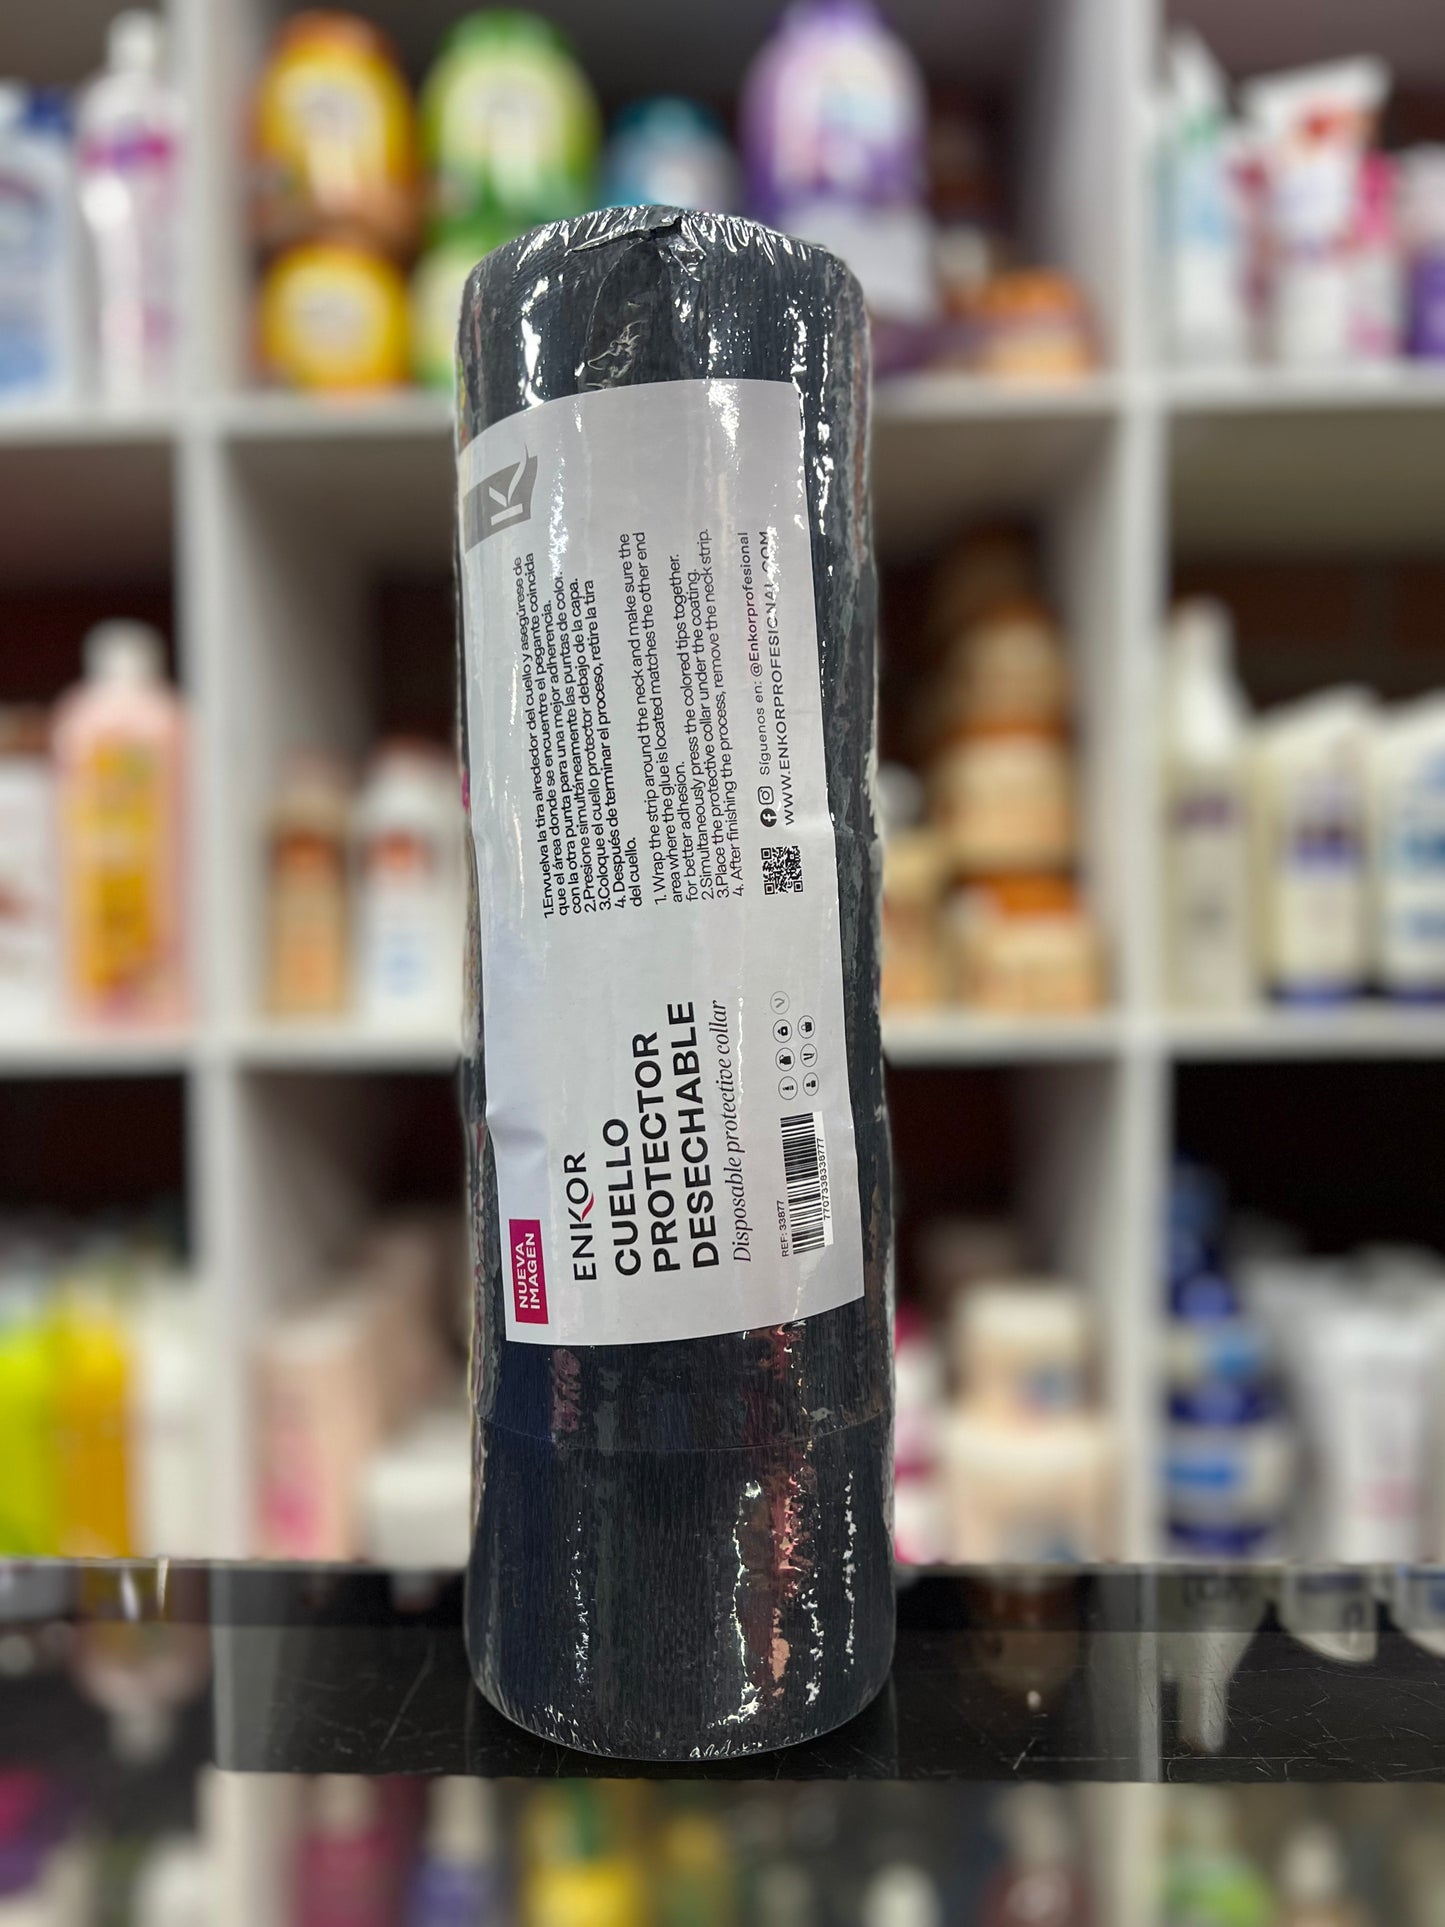 NUEVA
IMAGEN
ENKOR
CUELLO
PROTECTOR
DESECHABLE
Disposable protective collar
REF: 33877
7707338338777
K
1.Envuelva la tira alrededor del cuello y asegúrese de
que el área donde se encuentre el pegante coincida
con la otra punta para una mejor adherencia.
2.Presione simultáneamente las puntas de color.
3.Coloque el cuello protector debajo de la capa.
4. Después de terminar el proceso, retire la tira
del cuello.
1. Wrap the strip around the neck and make sure the
area where the glue is located matches the other end
for better adhesion.
2.Simultaneously press the colored tips together.
3.Place the protective collar under the coating.
4. After finishing the process, remove the neck strip.
Síguenos en: @Enkorprofesional
WWW.ENKORPROFESIONAL.COM